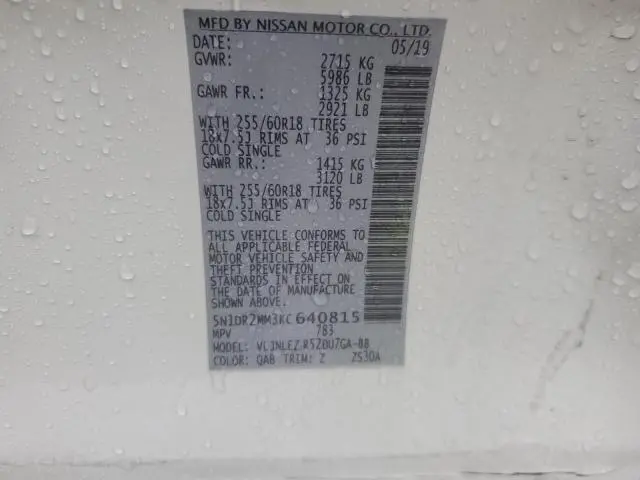 MFD BY NISSAN MOTOR CO., LTD.
DATE: 05/19
GVWR: 2715 KG
5986 LB
GAWR FR.: 1325 KG
2921 LB
WITH 255/60R18 TIRES
18x7.5J RIMS AT 36 PSI
COLD SINGLE
GAWR RR.: 1415 KG
3120 LB
WITH 255/60R18 TIRES
18x7.5J RIMS AT 36 PSI
COLD SINGLE
THIS VEHICLE CONFORMS TO
ALL APPLICABLE FEDERAL
MOTOR VEHICLE SAFETY AND
THEFT PREVENTION
STANDARDS IN EFFECT ON
THE DATE OF MANUFACTURE
SHOWN ABOVE.
5N1DR2MM3KC640815
MPV 783
MODEL: R52DU7GA-BB
COLOR: QAB TRIM: Z ZS30A